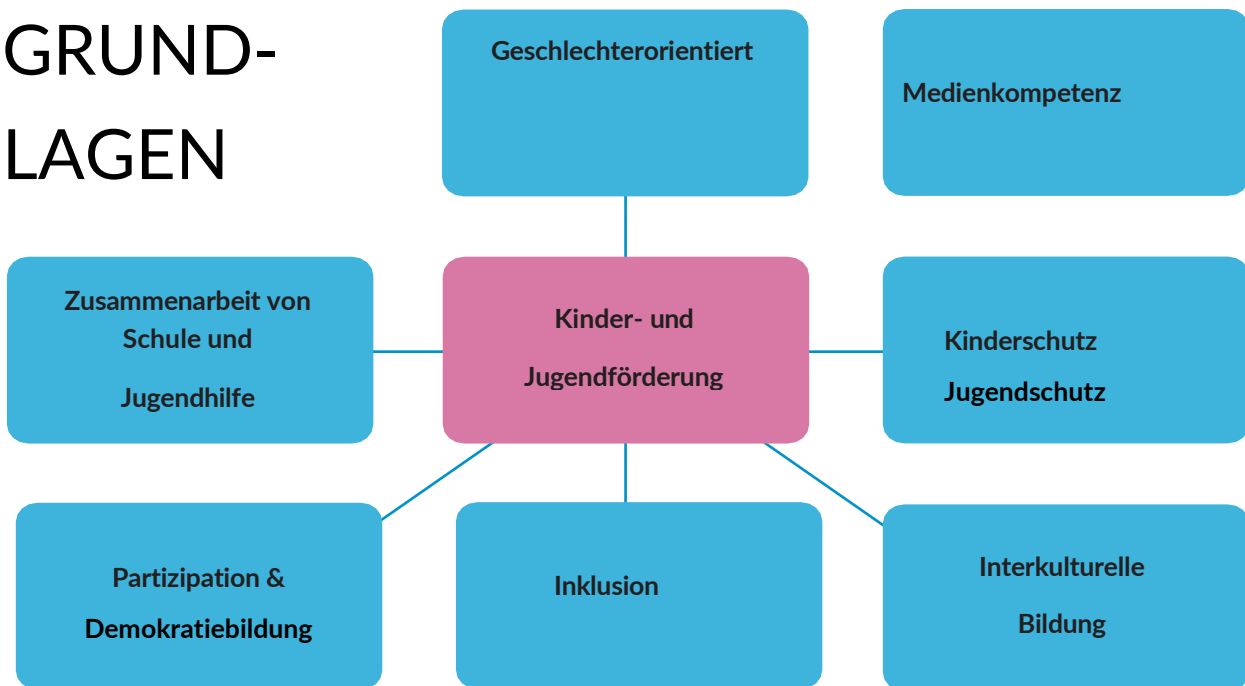 GRUND-
LAGEN
Geschlechterorientiert
Medienkompetenz
Zusammenarbeit von
Schule und
Jugendhilfe
Kinder- und
Jugendförderung
Kinderschutz
Jugendschutz
Partizipation &
Demokratiebildung
Inklusion
Interkulturelle
Bildung